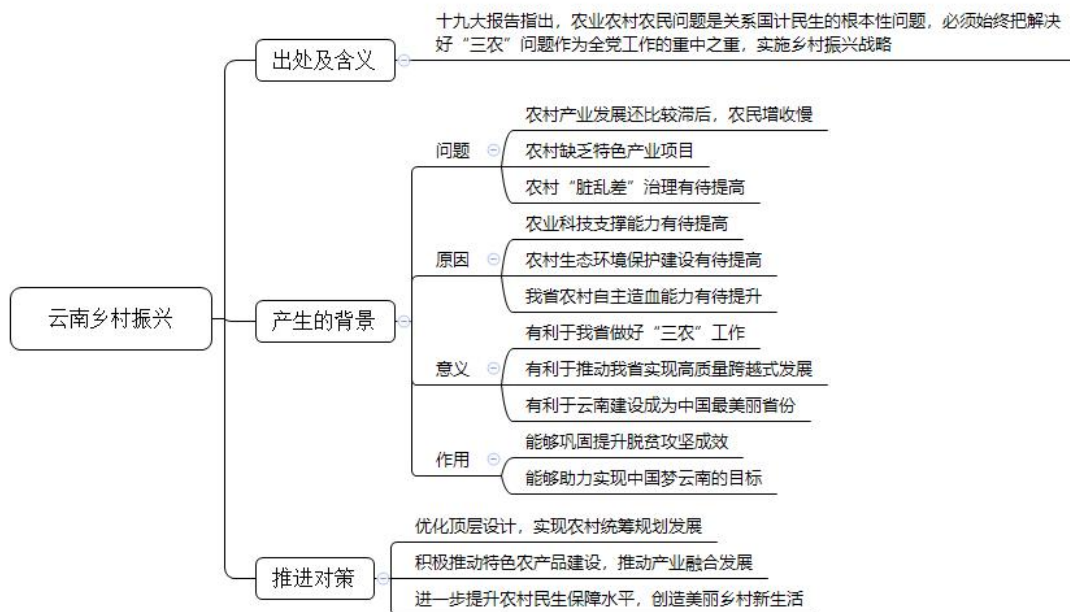 十九大报告指出，农业农村农民问题是关系国计民生的根本性问题，必须始终把解决
好“三农”问题作为全党工作的重中之重，实施乡村振兴战略
出处及含义
农村产业发展还比较滞后，农民增收慢
问题
农村缺乏特色产业项目
农村“脏乱差”治理有待提高
农业科技支撑能力有待提高
原因
农村生态环境保护建设有待提高
我省农村自主造血能力有待提升
云南乡村振兴
产生的背景
有利于我省做好“三农”工作
意义
有利于推动我省实现高质量跨越式发展
有利于云南建设成为中国最美丽省份
能够巩固提升脱贫攻坚成效
作用
能够助力实现中国梦云南的目标
优化顶层设计，实现农村统筹规划发展
推进对策
积极推动特色农产品建设，推动产业融合发展
进一步提升农村民生保障水平，创造美丽乡村新生活